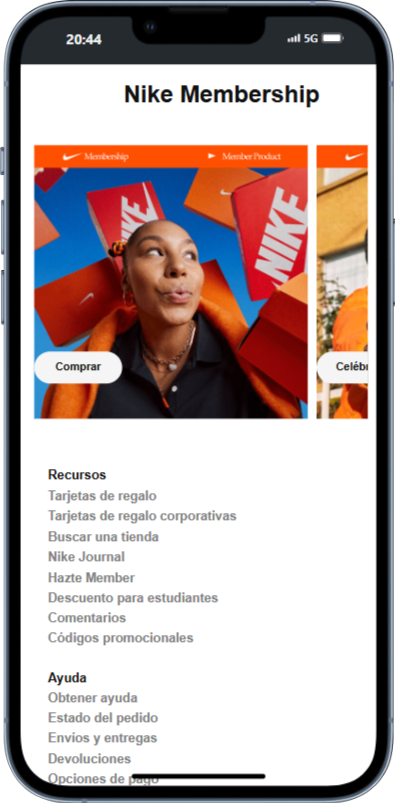 20:44
5G
Nike Membership
Membership
Member Product
NIKE
NIKE
Comprar
Celébr
Recursos
Tarjetas de regalo
Tarjetas de regalo corporativas
Buscar una tienda
Nike Journal
Hazte Member
Descuento para estudiantes
Comentarios
Códigos promocionales
Ayuda
Obtener ayuda
Estado del pedido
Envíos y entregas
Devoluciones
Opciones de pago